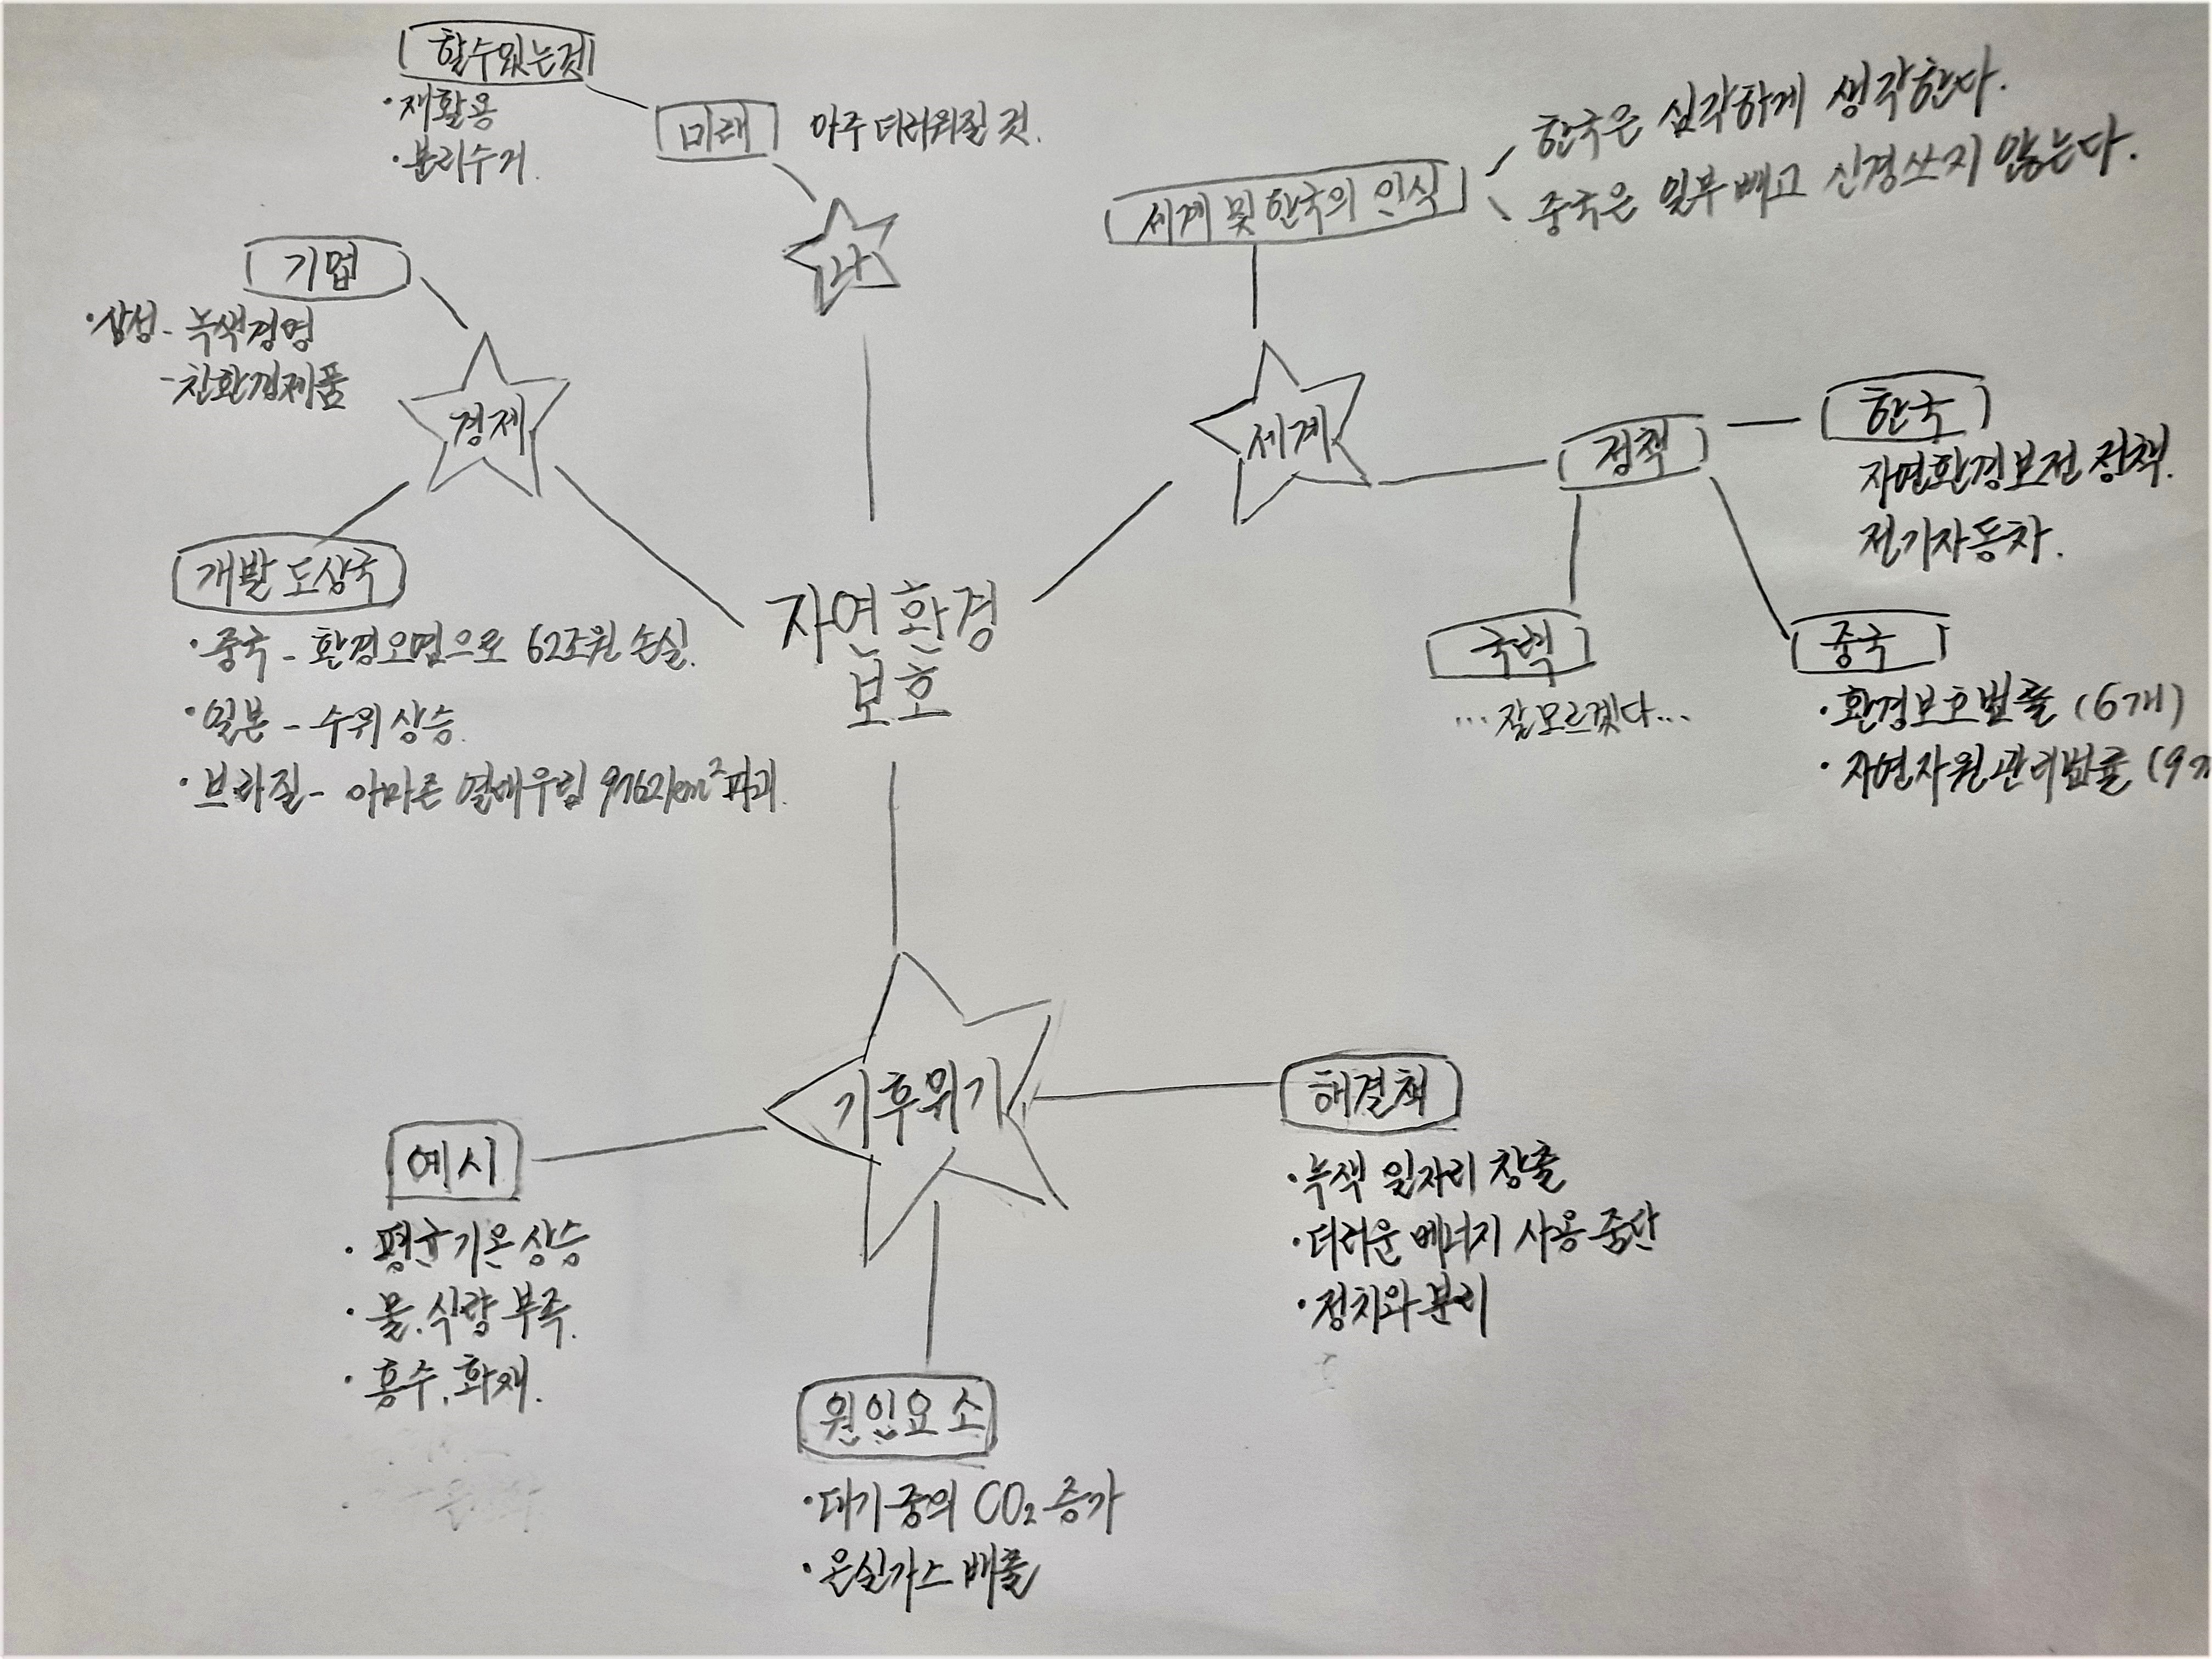 할수있는것
· 재활용
· 분리수거.
미래
아주 더러워질 것.
나
세계 및 한국의 인식
한국은 심각하게 생각한다.
중국은 일부 빼고 신경쓰지 않는다.
기업
· 삼성 - 녹색경영
- 친환경제품
경제
개발 도상국
· 중국 - 환경오염으로 62조원 손실.
· 일본 - 수위 상승.
· 브라질 - 아마존 열대우림 9762km² 파괴.
세계
정책
한국
자연환경보전 정책.
전기자동차.
국력
... 잘모르겠다...
중국
· 환경보호법률 (6개)
· 자연자원관리법률 (9개
자연환경
보호
기후위기
예시
· 평균기온 상승
· 물, 식량 부족.
· 홍수, 화재.
해결책
· 녹색 일자리 창출
· 더러운 에너지 사용 중단
· 정치와 분리
원인요소
· 대기중의 CO₂ 증가
· 온실가스 배출